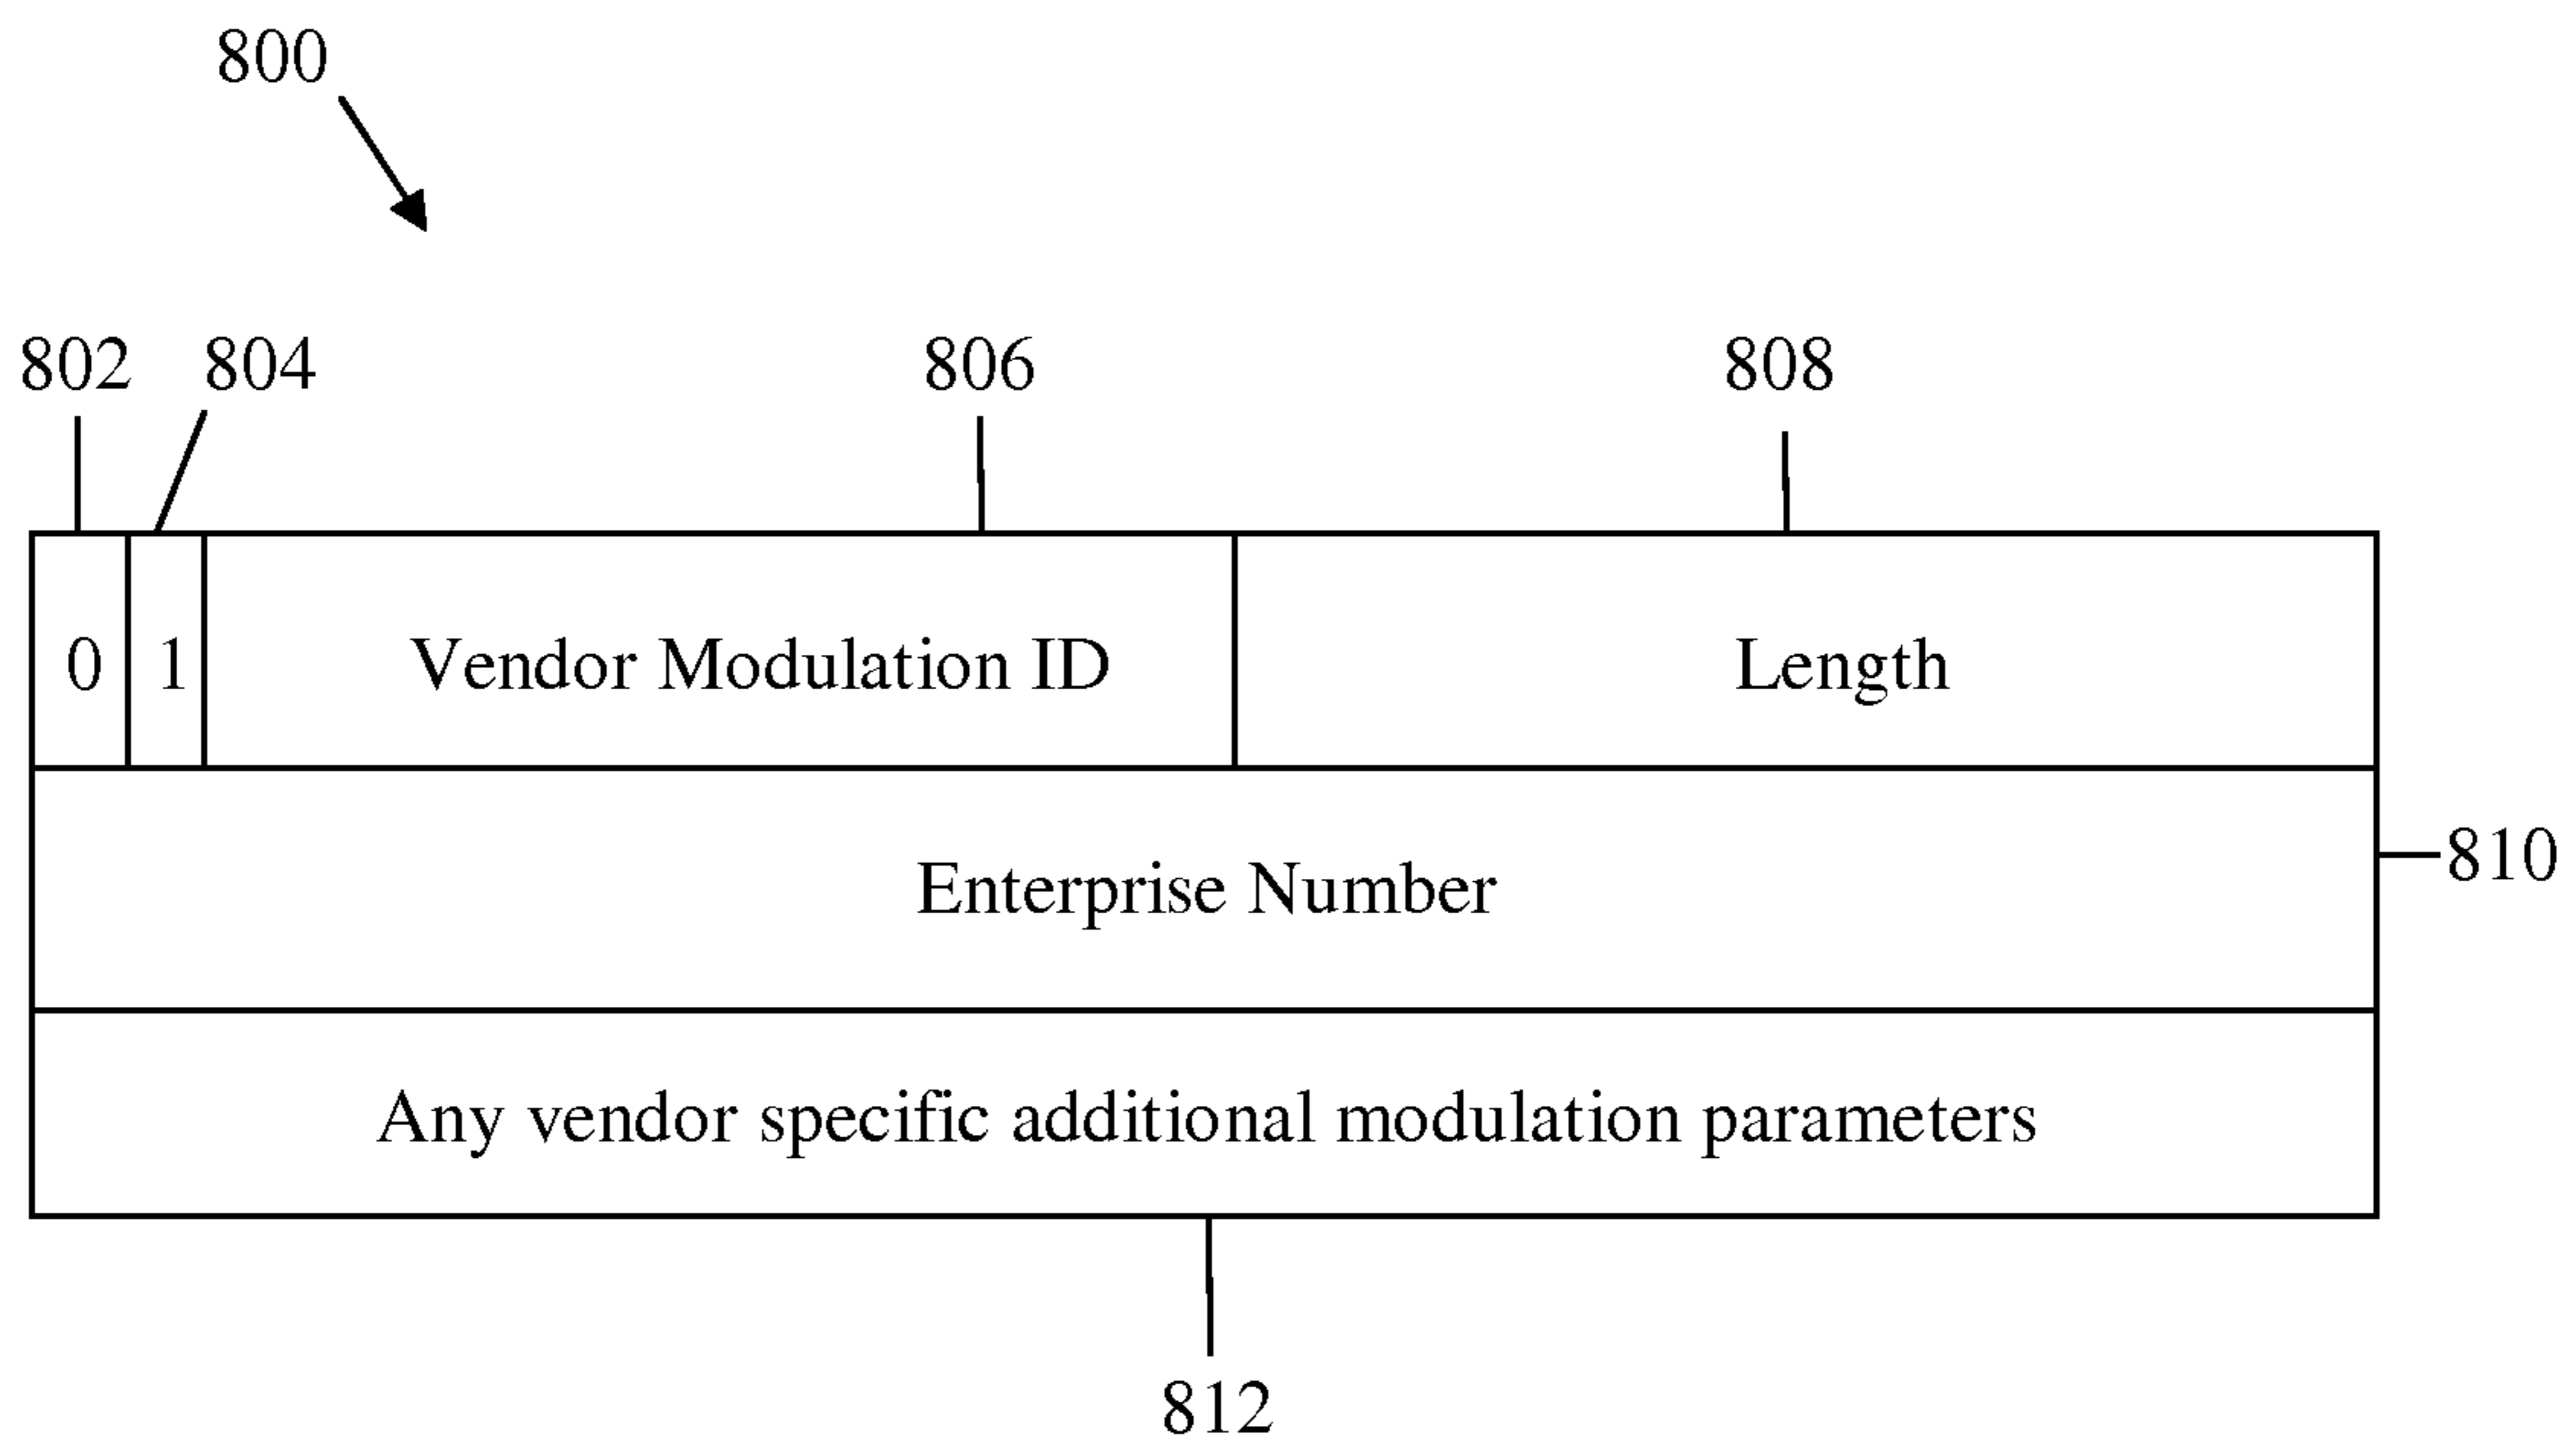 800
802 804 806 808
0 1 Vendor Modulation ID Length
Enterprise Number 810
Any vendor specific additional modulation parameters
812